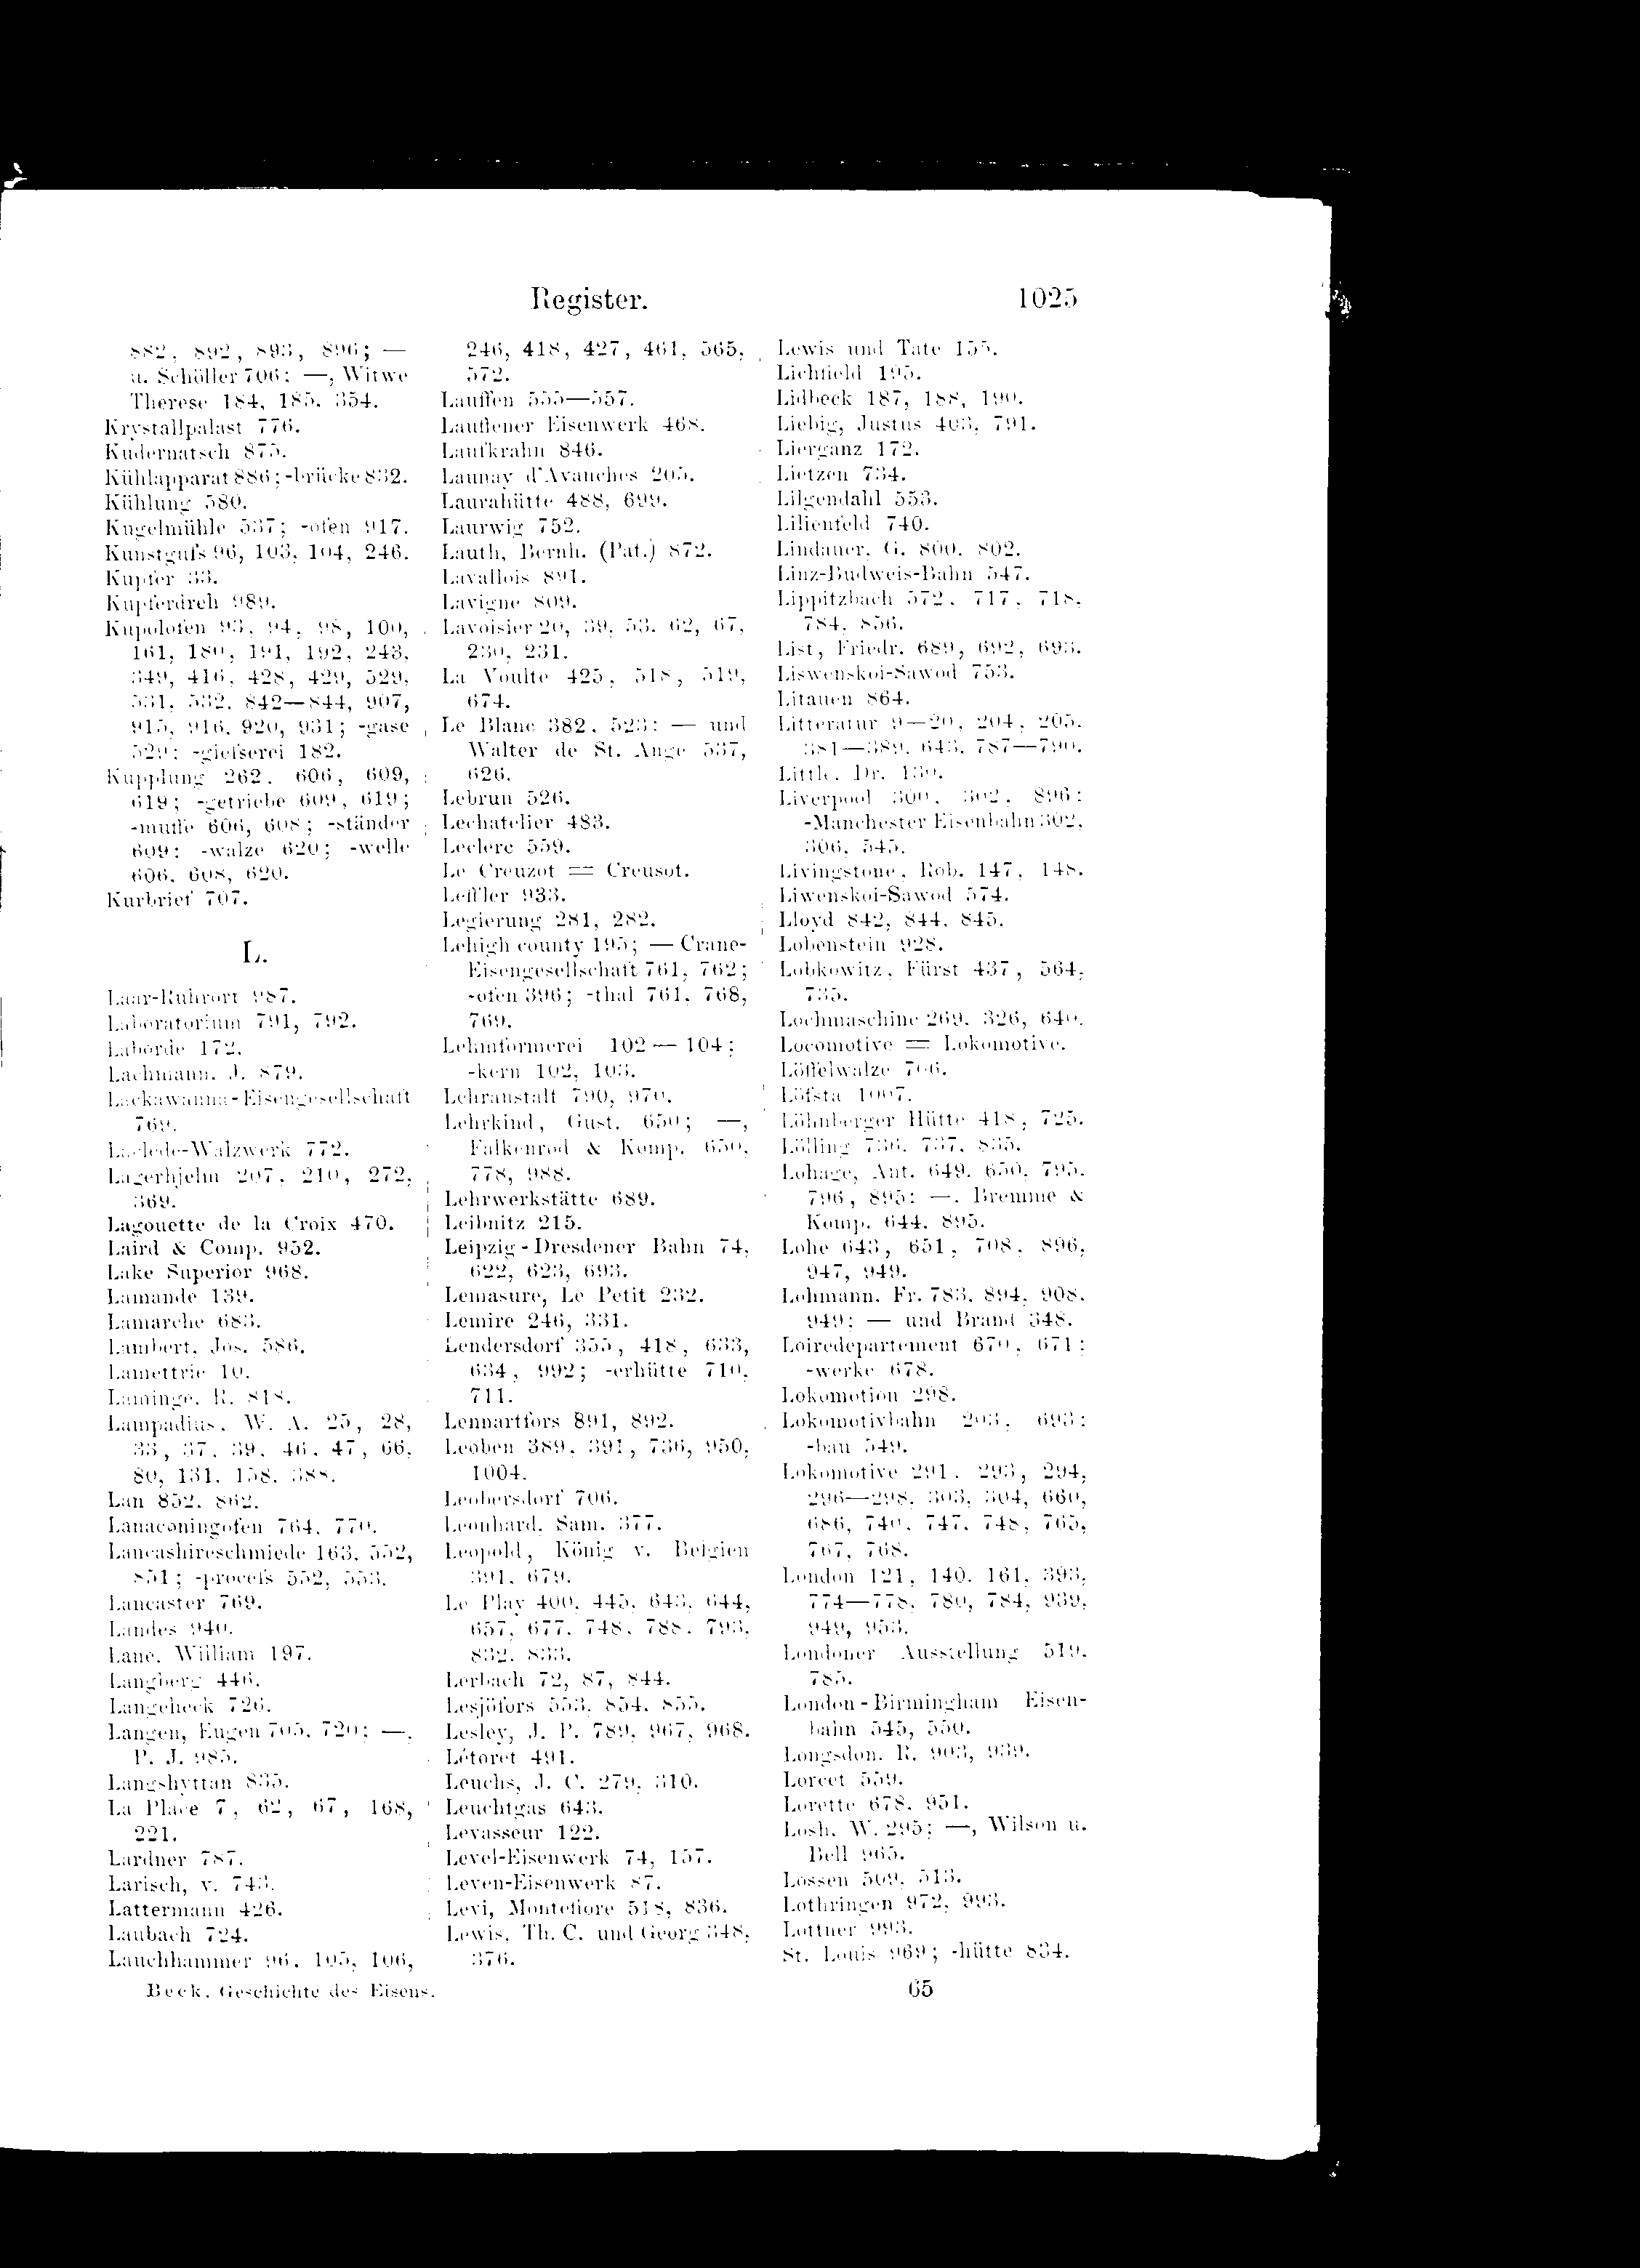 Register.
1025
882, 892, 893, 896; —
u. Schöller 706; —, Witwe
Therese 184, 185, 354.
Krystallpalast 776.
Kudernatsch 875.
Kühlapparat 886; -brücke 832.
Kühlung 580.
Kugelmühle 537; -ofen 917.
Kunstgufs 96, 103, 104, 246.
Kupfer 33.
Kupferdreh 989.
Kupolofen 93, 94, 98, 100,
161, 180, 191, 192, 243,
349, 416, 428, 429, 529,
531, 532, 842—844, 907,
915, 916, 920, 931; -gase
529; -giefserei 182.
Kupplung 262, 606, 609,
619; -getriebe 609, 619;
-muffe 606, 608; -ständer
609; -walze 620; -welle
606, 608, 620.
Kurbrief 707.
L.
Laar-Ruhrort 987.
Laboratorium 791, 792.
Laborde 172.
Lachmann, J. 879.
Lackawanna-Eisengesellschaft
769.
Laclede-Walzwerk 772.
Lagerhjelm 207, 210, 272,
369.
Lagouette de la Croix 470.
Laird & Comp. 952.
Lake Superior 968.
Lamande 139.
Lamarche 683.
Lambert, Jos. 586.
Lamettrie 10.
Laminge, R. 818.
Lampadius, W. A. 25, 28,
33, 37, 39, 46, 47, 66,
80, 131, 158, 388.
Lan 852, 862.
Lanaconingofen 764, 770.
Lancashireschmiede 163, 552,
851; -procefs 552, 553.
Lancaster 769.
Landes 940.
Lane, William 197.
Langberg 446.
Langeheck 726.
Langen, Eugen 705, 720; —,
P. J. 985.
Langshyttan 835.
La Place 7, 62, 67, 168,
221.
Lardner 787.
Larisch, v. 743.
Lattermann 426.
Laubach 724.
Lauchhammer 96, 105, 106,
246, 418, 427, 461, 565,
572.
Lauffen 555—557.
Lauffener Eisenwerk 468.
Laufkrahn 846.
Launay d'Avanches 205.
Laurahütte 488, 699.
Laurwig 752.
Lauth, Bernh. (Pat.) 872.
Lavallois 891.
Lavigne 809.
Lavoisier 20, 39, 53, 62, 67,
230, 231.
La Voulte 425, 518, 519,
674.
Le Blanc 382, 523; — und
Walter de St. Ange 537,
626.
Lebrun 526.
Lechatelier 483.
Leclerc 559.
Le Creuzot = Creusot.
Leffler 933.
Legierung 281, 282.
Lehigh county 195; — Crane-
Eisengesellschaft 761, 762;
-ofen 396; -thal 761, 768,
769.
Lehmformerei 102 — 104;
-kern 102, 103.
Lehranstalt 790, 970.
Lehrkind, Gust. 650; —,
Falkenrod & Komp. 650,
778, 988.
Lehrwerkstätte 689.
Leibnitz 215.
Leipzig-Dresdener Bahn 74,
622, 623, 693.
Lemasure, Le Petit 232.
Lemire 246, 331.
Lendersdorf 355, 418, 633,
634, 992; -erhütte 710,
711.
Lennartfors 891, 892.
Leoben 389, 391, 736, 950,
1004.
Leobersdorf 706.
Leonhard, Sam. 377.
Leopold, König v. Belgien
391, 679.
Le Play 400, 445, 643, 644,
657, 677, 748, 788, 793,
832, 833.
Lerbach 72, 87, 844.
Lesjöfors 553, 854, 855.
Lesley, J. P. 789, 967, 968.
Létoret 491.
Leuchs, J. C. 279, 310.
Leuchtgas 643.
Levasseur 122.
Level-Eisenwerk 74, 157.
Leven-Eisenwerk 87.
Levi, Montefiore 518, 836.
Lewis, Th. C. und Georg 348,
376.
Lewis und Tate 155.
Lichfield 195.
Lidbeck 187, 188, 190.
Liebig, Justus 403, 791.
Lierganz 172.
Lietzen 734.
Lilgendahl 553.
Lilienfeld 740.
Lindauer, G. 800, 802.
Linz-Budweis-Bahn 547.
Lippitzbach 572, 717, 718,
784, 856.
List, Friedr. 689, 692, 693.
Liswenskoi-Sawod 753.
Litauen 864.
Litteratur 9—20, 204, 205,
381—389, 643, 787—790.
Little, Dr. 130.
Liverpool 300, 302, 896;
-Manchester Eisenbahn 302,
306, 545.
Livingstone, Rob. 147, 148.
Liwenskoi-Sawod 574.
Lloyd 842, 844, 845.
Lobenstein 928.
Lobkowitz, Fürst 437, 564,
735.
Lochmaschine 269, 326, 640.
Locomotive = Lokomotive.
Löffelwalze 766.
Löfsta 1007.
Löhnberger Hütte 418, 725.
Lölling 736, 737, 835.
Lohage, Ant. 649, 650, 795,
796, 895; —, Bremme &
Komp. 644, 895.
Lohe 643, 651, 708, 896,
947, 949.
Lohmann, Fr. 783, 894, 908,
949; — und Brand 348.
Loiredepartement 670, 671;
-werke 678.
Lokomotion 298.
Lokomotivbahn 203, 693;
-bau 549.
Lokomotive 291, 293, 294,
296—298, 303, 304, 660,
686, 740, 747, 748, 765,
767, 768.
London 121, 140, 161, 393,
774—778, 780, 784, 939,
949, 953.
Londoner Ausstellung 519,
785.
London-Birmingham Eisen-
bahn 545, 550.
Longsdon, R. 903, 939.
Lorcet 559.
Lorette 678, 951.
Losh, W. 295; —, Wilson u.
Bell 965.
Lossen 509, 513.
Lothringen 972, 993.
Lottner 993.
St. Louis 969; -hütte 834.
Beck, Geschichte des Eisens.
65